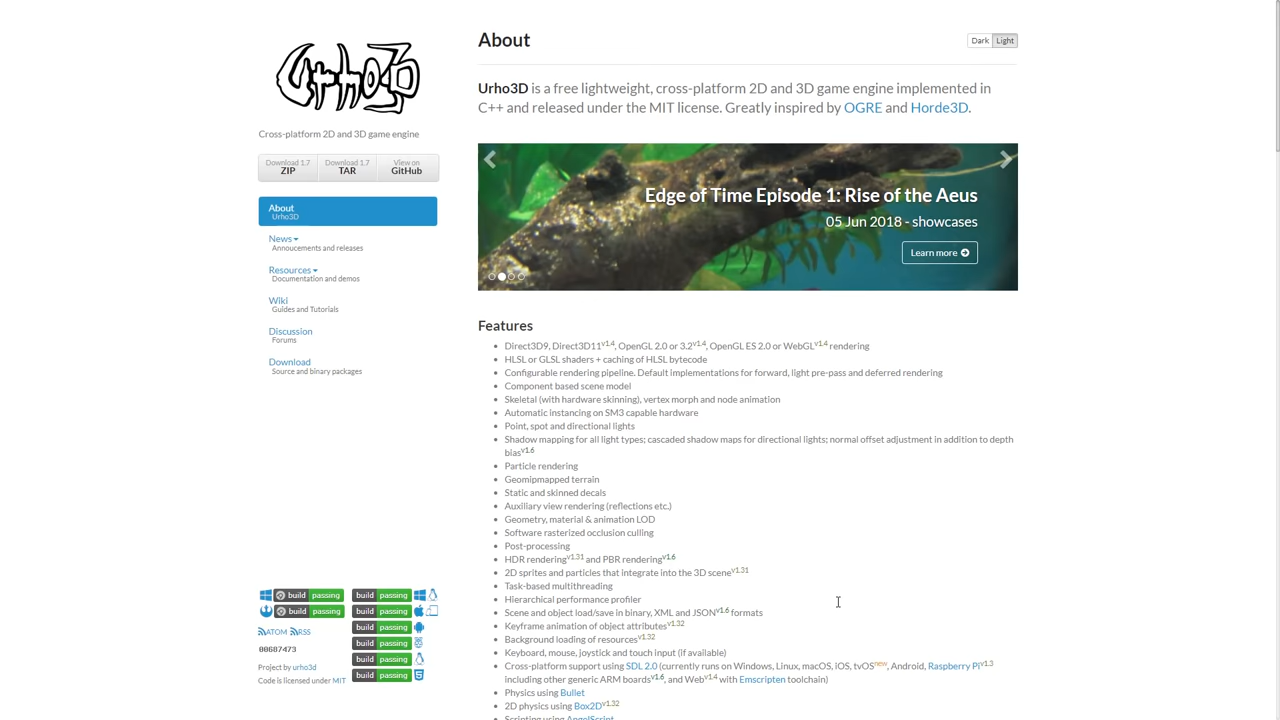 Urho3D
Cross-platform 2D and 3D game engine
Download 1.7
ZIP
Download 1.7
TAR
View on
GitHub
About
Urho3D
News
Annoucements and releases
Resources
Documentation and demos
Wiki
Guides and Tutorials
Discussion
Forums
Download
Source and binary packages
build passing
build passing
build passing
build passing
build passing
build passing
build passing
build passing
ATOM RSS
08687473
Project by urho3d
Code is licensed under MIT
About
Dark Light
Urho3D is a free lightweight, cross-platform 2D and 3D game engine implemented in
C++ and released under the MIT license. Greatly inspired by OGRE and Horde3D.
Edge of Time Episode 1: Rise of the Aeus
05 Jun 2018 - showcases
Learn more
Features
Direct3D9, Direct3D11v1.4, OpenGL 2.0 or 3.2v1.4, OpenGL ES 2.0 or WebGLv1.4 rendering
HLSL or GLSL shaders + caching of HLSL bytecode
Configurable rendering pipeline. Default implementations for forward, light pre-pass and deferred rendering
Component based scene model
Skeletal (with hardware skinning), vertex morph and node animation
Automatic instancing on SM3 capable hardware
Point, spot and directional lights
Shadow mapping for all light types; cascaded shadow maps for directional lights; normal offset adjustment in addition to depth
biasv1.6
Particle rendering
Geomipmapped terrain
Static and skinned decals
Auxiliary view rendering (reflections etc.)
Geometry, material & animation LOD
Software rasterized occlusion culling
Post-processing
HDR renderingv1.31 and PBR renderingv1.6
2D sprites and particles that integrate into the 3D scenev1.31
Task-based multithreading
Hierarchical performance profiler
Scene and object load/save in binary, XML and JSONv1.6 formats
Keyframe animation of object attributesv1.32
Background loading of resourcesv1.32
Keyboard, mouse, joystick and touch input (if available)
Cross-platform support using SDL 2.0 (currently runs on Windows, Linux, macOS, iOS, tvOSnew, Android, Raspberry Piv1.3
including other generic ARM boardsv1.6, and Webv1.4 with Emscripten toolchain)
Physics using Bullet
2D physics using Box2Dv1.32
Scripting using AngelScript